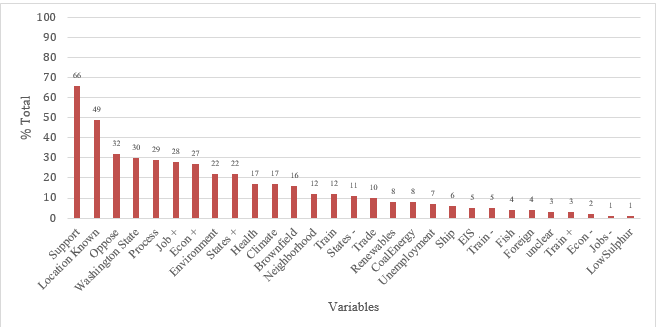 100
90
80
70
60
50
40
30
20
10
0
% Total
66
49
32
30
29
28
27
22
22
17
17
16
12
12
11
10
8
8
7
6
5
5
4
4
3
3
2
1
1
Support
Location Known
Oppose
Washington State
Process
Job +
Econ +
Environment
States +
Health
Climate
Brownfield
Neighborhood
Train
States -
Trade
Renewables
CoalEnergy
Unemployment
Ship
EIS
Train -
Fish
Foreign
unclear
Train +
Econ -
Jobs -
LowSulphur
Variables